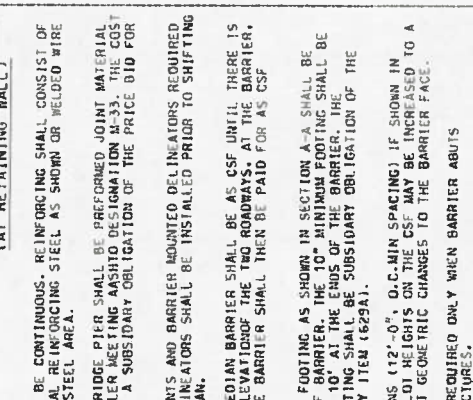 (AT RETAINING WALL)
BE CONTINUOUS. REINFORCING SHALL CONSIST OF
AL REINFORCING STEEL AS SHOWN OR WELDED WIRE
STEEL AREA.
RIDGE PIER SHALL BE PREFORMED JOINT MATERIAL
LER MEETING AASHTO DESIGNATION M-33. THE COST
A SUBSIDARY OBLIGATION OF THE PRICE BID FOR
NTS AND BARRIER MOUNTED DELINEATORS REQUIRED
INEATORS SHALL BE INSTALLED PRIOR TO SHIFTING
AN.
EDIAN BARRIER SHALL BE AS CSF UNTIL THERE IS
LEVATIONOF THE TWO ROADWAYS. AT THE BARRIER,
E BARRIER SHALL THEN BE PAID FOR AS CSF
FOOTING AS SHOWN IN SECTION A-A SHALL BE
F BARRIER. THE 10" MINIMUM FOOTING SHALL BE
10' AT THE ENDS OF THE BARRIER. THE
TING SHALL BE SUBSIDARY OBLIGATION OF THE
Y ITEM (629A).
NS (12'-0", O.C.MIN SPACING) IF SHOWN IN
LOI HEIGHTS ON THE CSF MAY BE INCREASED TO A
T GEOMETRIC CHANGES TO THE BARRIER FACE.
REQUIRED ONLY WHEN BARRIER ABUTS
CTURES.